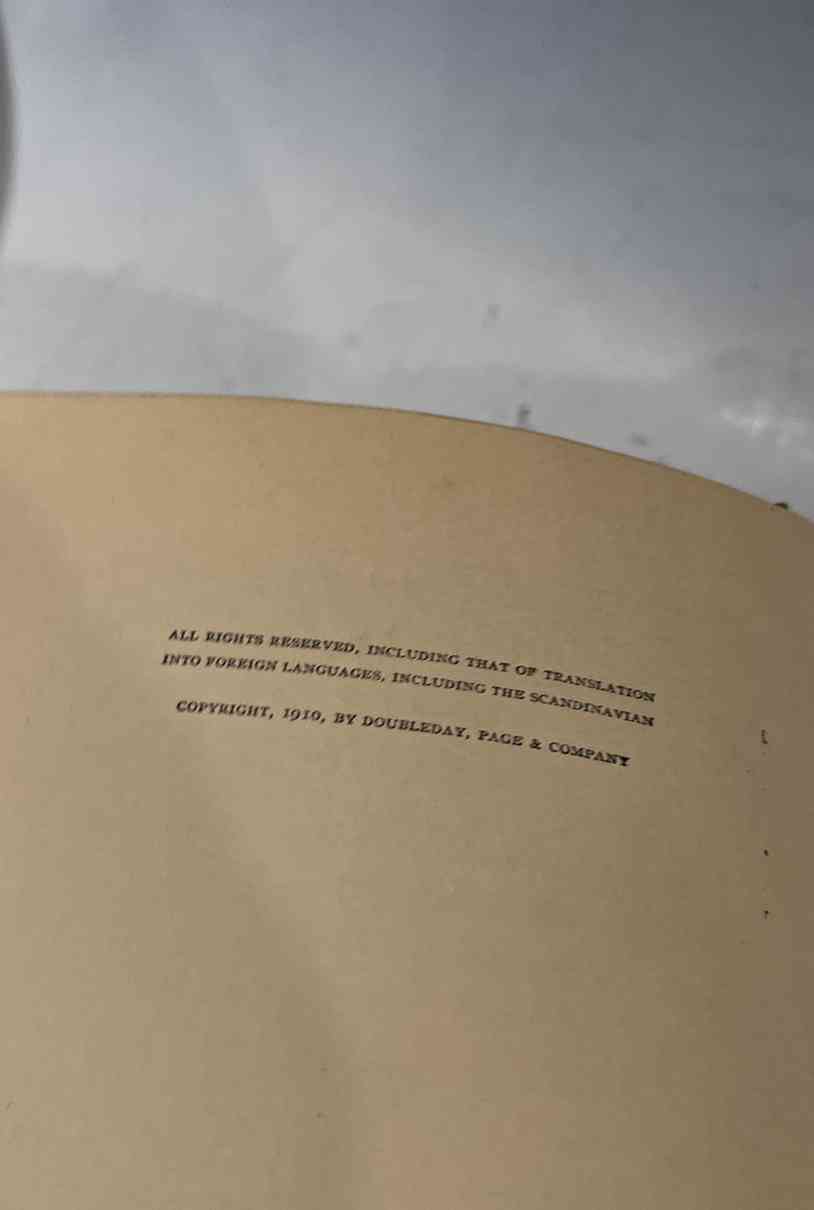 ALL RIGHTS RESERVED, INCLUDING THAT OF TRANSLATION
INTO FOREIGN LANGUAGES, INCLUDING THE SCANDINAVIAN
COPYRIGHT, 1910, BY DOUBLEDAY, PAGE & COMPANY